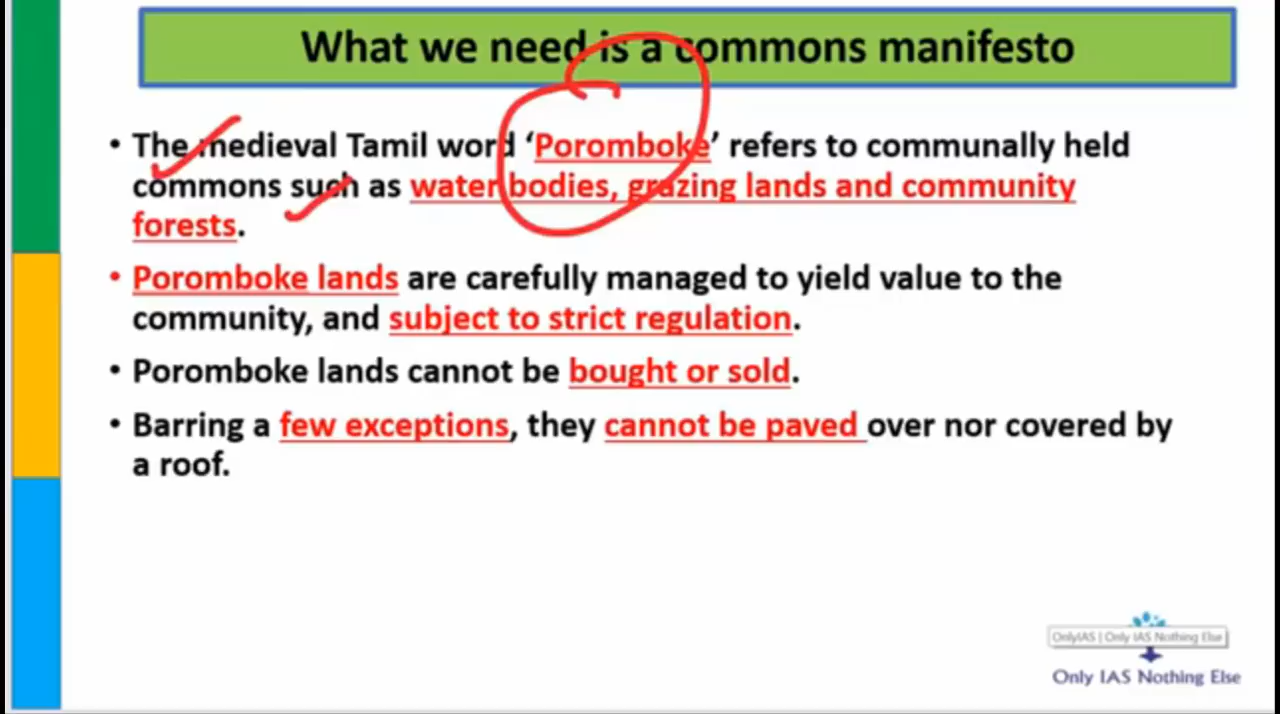 What we need is a commons manifesto
• The medieval Tamil word ‘Poromboke’ refers to communally held
commons such as water bodies, grazing lands and community
forests.
• Poromboke lands are carefully managed to yield value to the
community, and subject to strict regulation.
• Poromboke lands cannot be bought or sold.
• Barring a few exceptions, they cannot be paved over nor covered by
a roof.
OnlyIAS | Only IAS Nothing Else
Only IAS Nothing Else